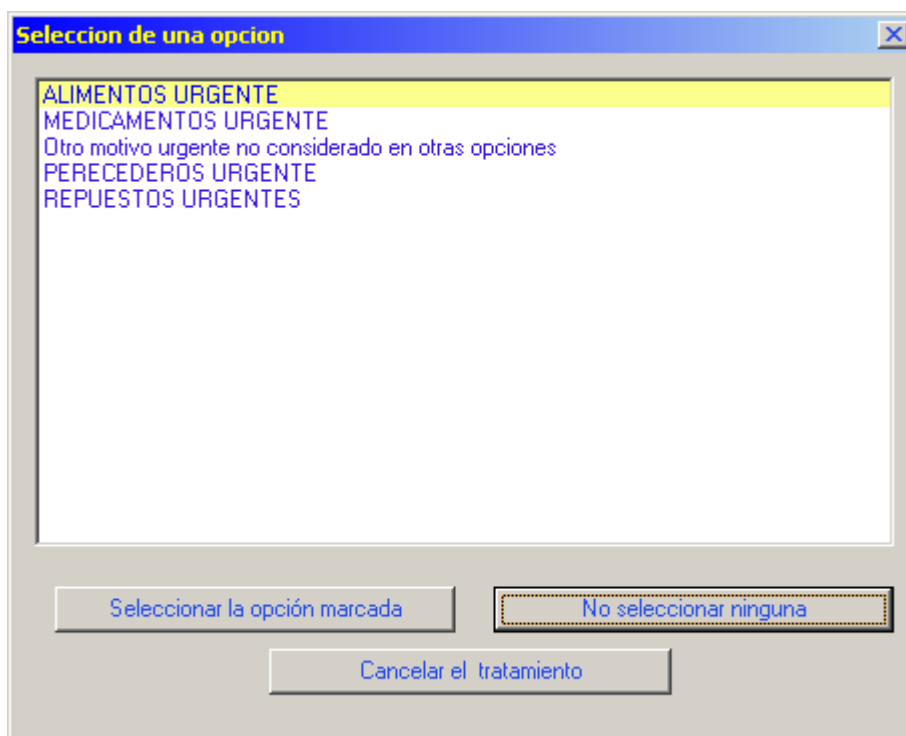 Seleccion de una opcion
ALIMENTOS URGENTE
MEDICAMENTOS URGENTE
Otro motivo urgente no considerado en otras opciones
PERECEDEROS URGENTE
REPUESTOS URGENTES
Seleccionar la opción marcada
No seleccionar ninguna
Cancelar el tratamiento